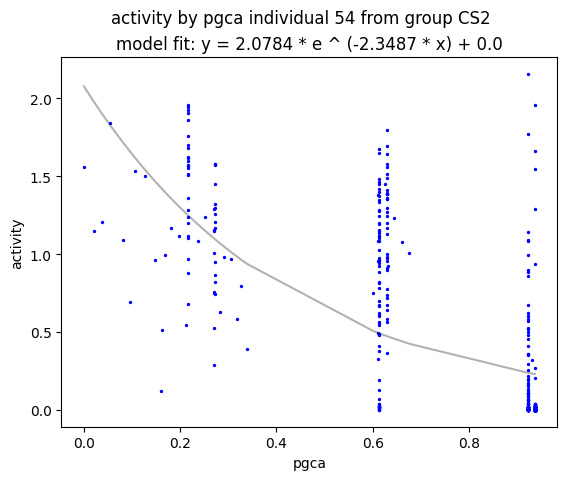 activity by pgca individual 54 from group CS2
model fit: y = 2.0784 * e ^ (-2.3487 * x) + 0.0
2.0
1.5
activity
1.0
0.5
0.0
0.0 0.2 0.4 0.6 0.8
pgca